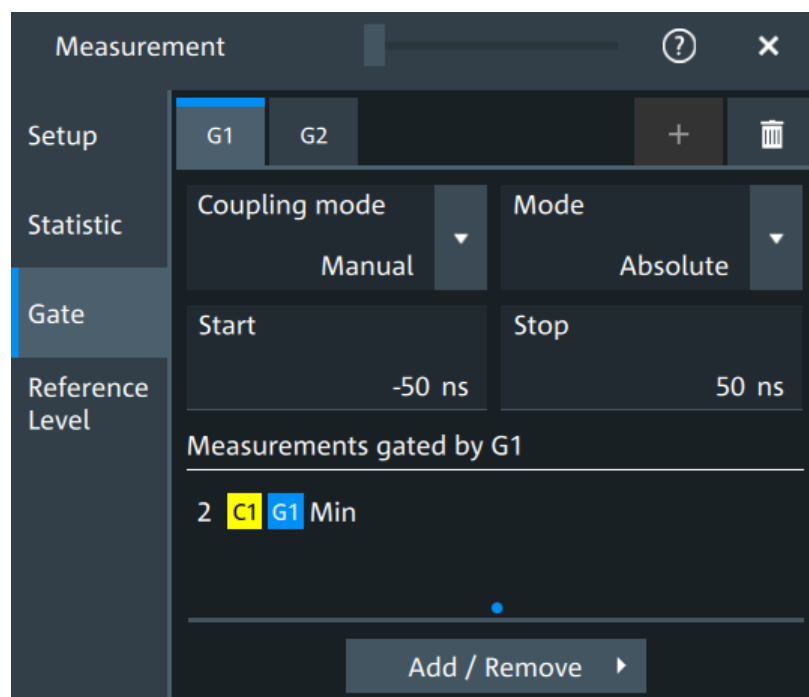 Measurement ?
Setup
G1 G2 +
Statistic
Coupling mode
Manual
Mode
Absolute
Gate
Start
-50 ns
Stop
50 ns
Reference
Level
Measurements gated by G1
2 C1 G1 Min
Add / Remove